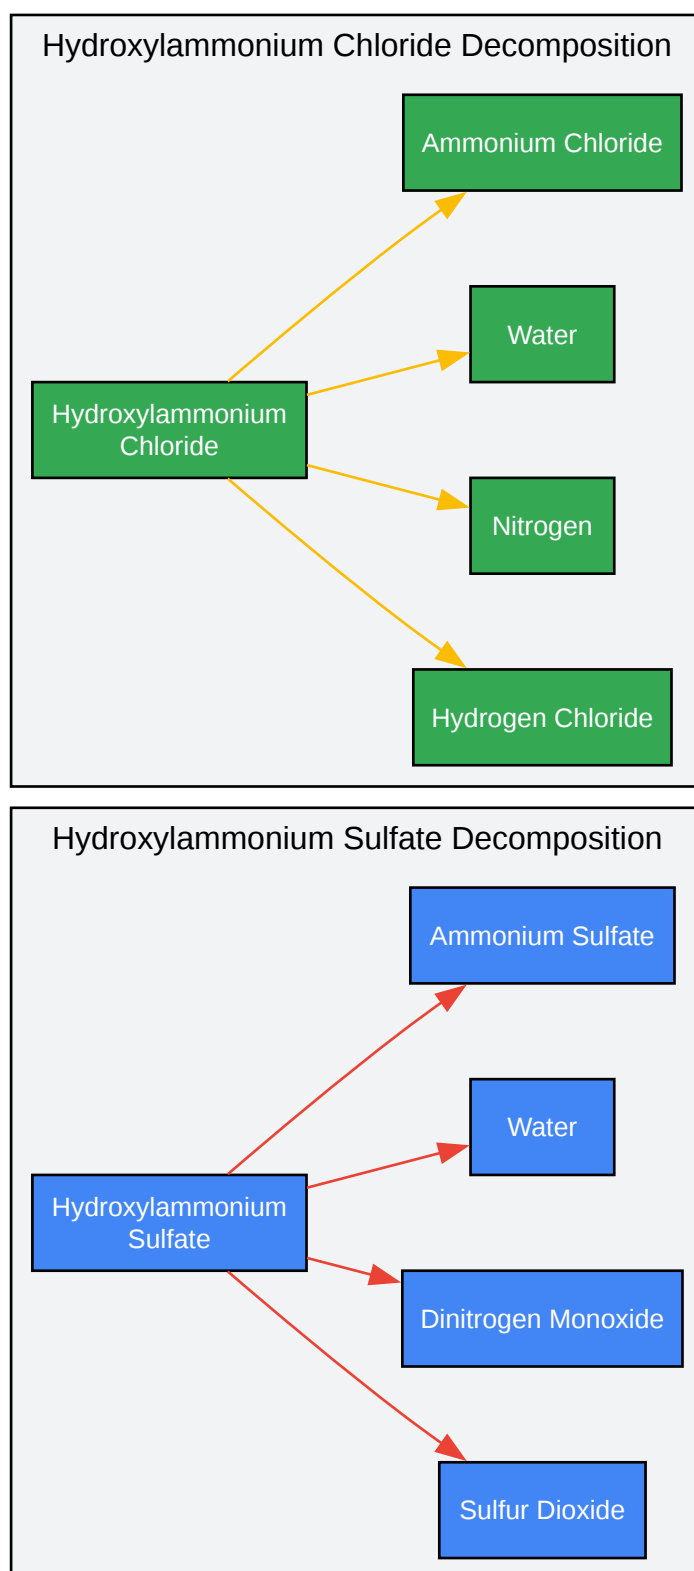 Hydroxylammonium Chloride Decomposition
Ammonium Chloride
Water
Hydroxylammonium
Chloride
Nitrogen
Hydrogen Chloride
Hydroxylammonium Sulfate Decomposition
Ammonium Sulfate
Water
Hydroxylammonium
Sulfate
Dinitrogen Monoxide
Sulfur Dioxide